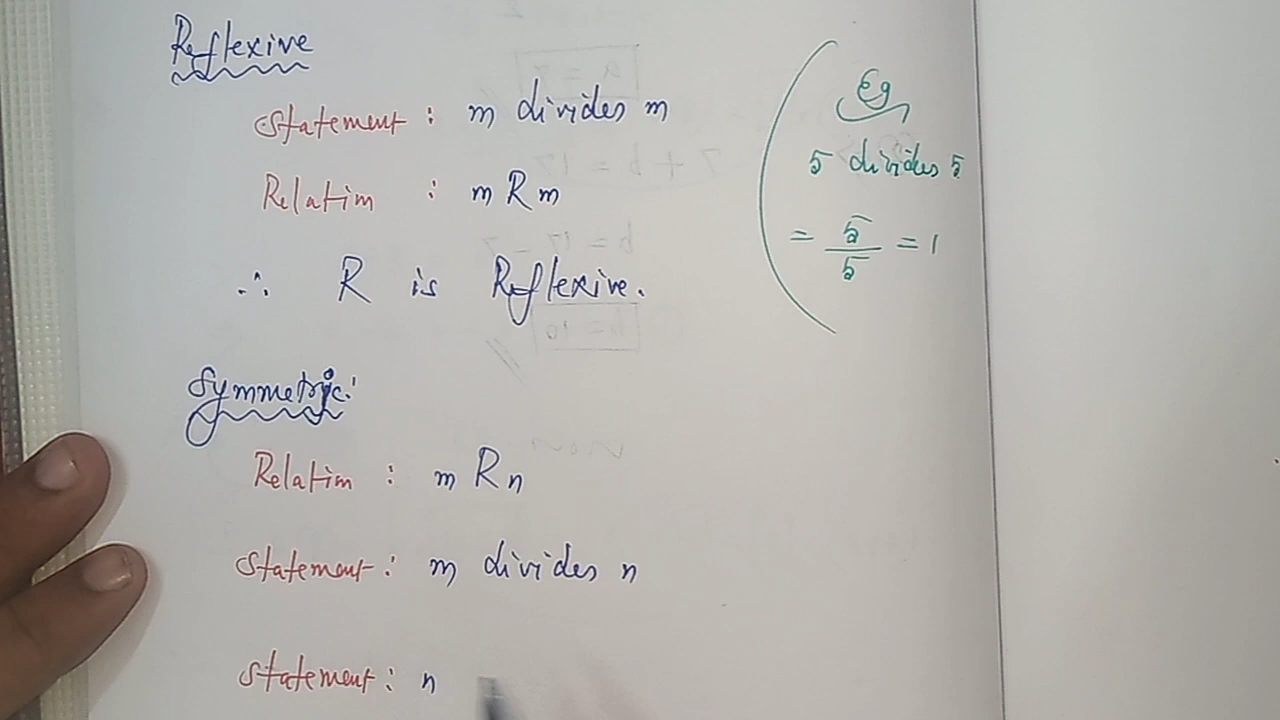 Reflexive
Statement : m divides m
Relation : m R m
∴ R is Reflexive.
Eg
5 divides 5
= 5/5 = 1
Symmetric:
Relation : m R n
Statement : m divides n
Statement : n